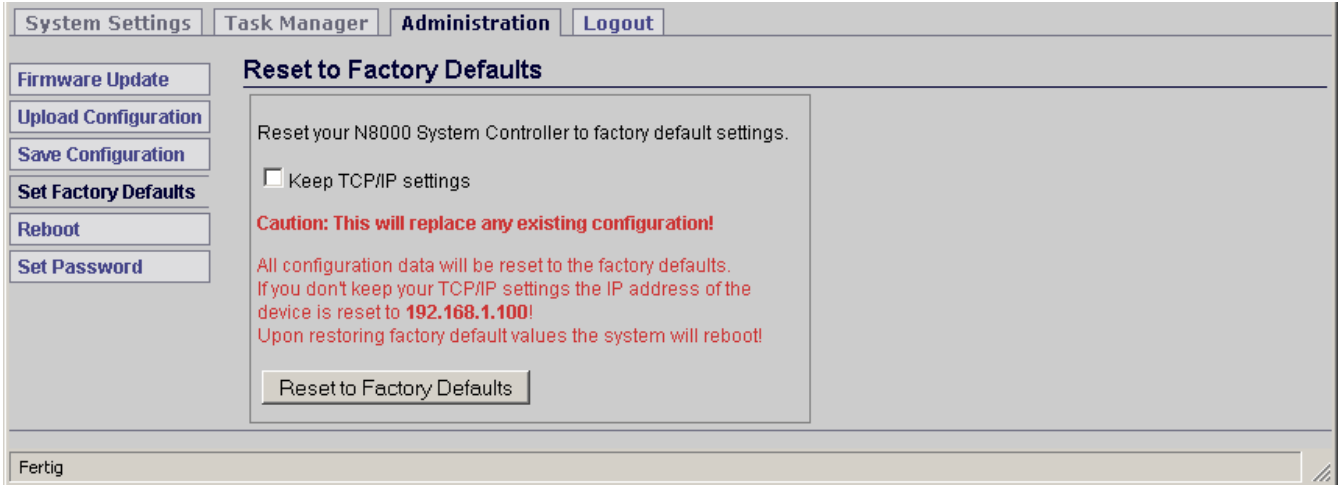 System Settings Task Manager Administration Logout
Firmware Update
Upload Configuration
Save Configuration
Set Factory Defaults
Reboot
Set Password
Reset to Factory Defaults
Reset your N8000 System Controller to factory default settings.
Keep TCP/IP settings
Caution: This will replace any existing configuration!
All configuration data will be reset to the factory defaults.
If you don't keep your TCP/IP settings the IP address of the
device is reset to 192.168.1.100!
Upon restoring factory default values the system will reboot!
Reset to Factory Defaults
Fertig